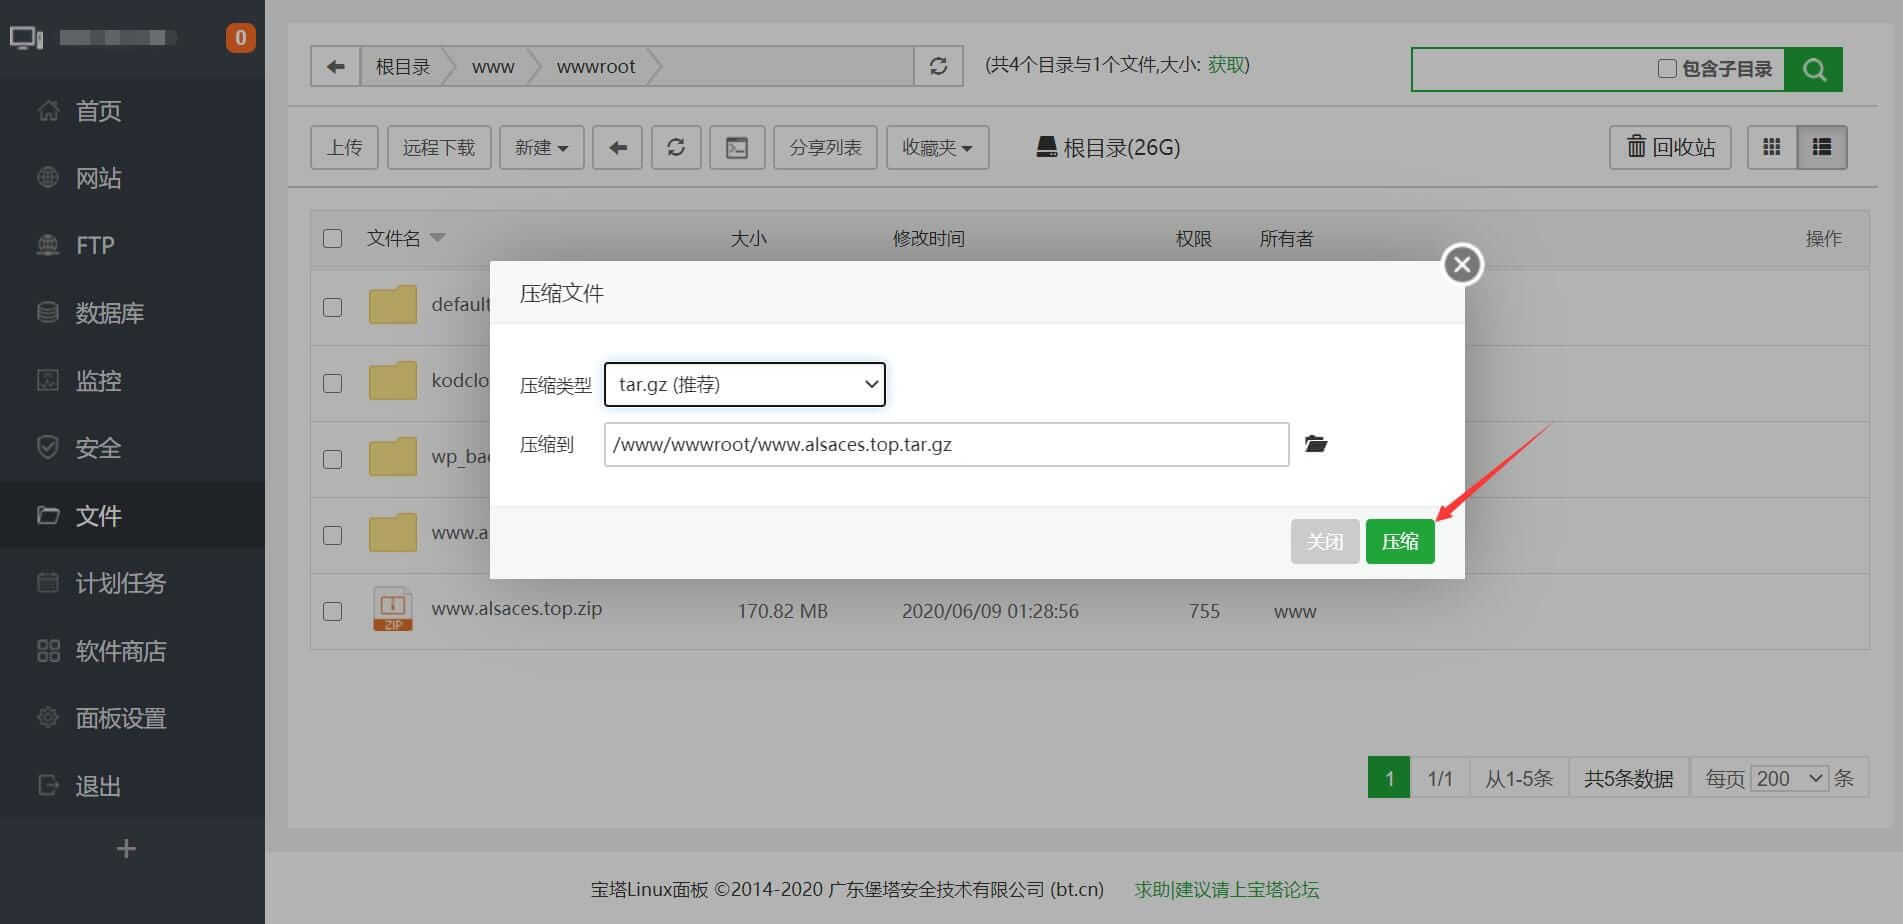 0
首页
网站
FTP
数据库
监控
安全
文件
计划任务
软件商店
面板设置
退出
+
根目录 www wwwroot (共4个目录与1个文件,大小: 获取) 包含子目录
上传 远程下载 新建 分享列表 收藏夹 根目录(26G) 回收站
文件名 大小 修改时间 权限 所有者 操作
default
kodclo
wp_bac
www.a
www.alsaces.top.zip 170.82 MB 2020/06/09 01:28:56 755 www
ZIP
压缩文件
压缩类型 tar.gz (推荐)
压缩到 /www/wwwroot/www.alsaces.top.tar.gz
关闭 压缩
1 1/1 从1-5条 共5条数据 每页 200 条
宝塔Linux面板 ©2014-2020 广东堡塔安全技术有限公司 (bt.cn) 求助|建议请上宝塔论坛